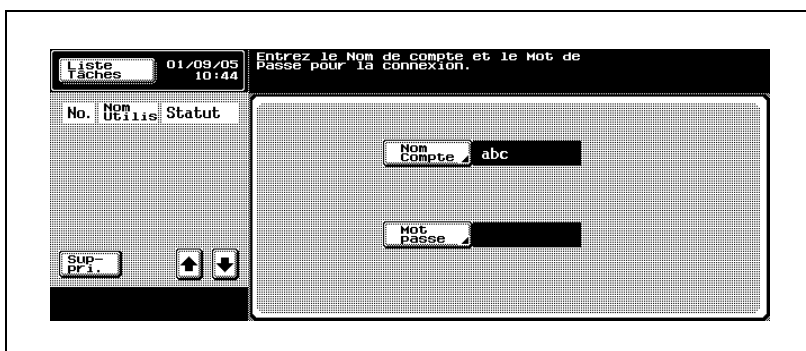 Liste
Tâches
01/09/05
10:44
Entrez le Nom de compte et le Mot de
Passe pour la connexion.
No. Nom
Utilis Statut
Nom
Compte abc
Mot
passe
Sup-
pri.